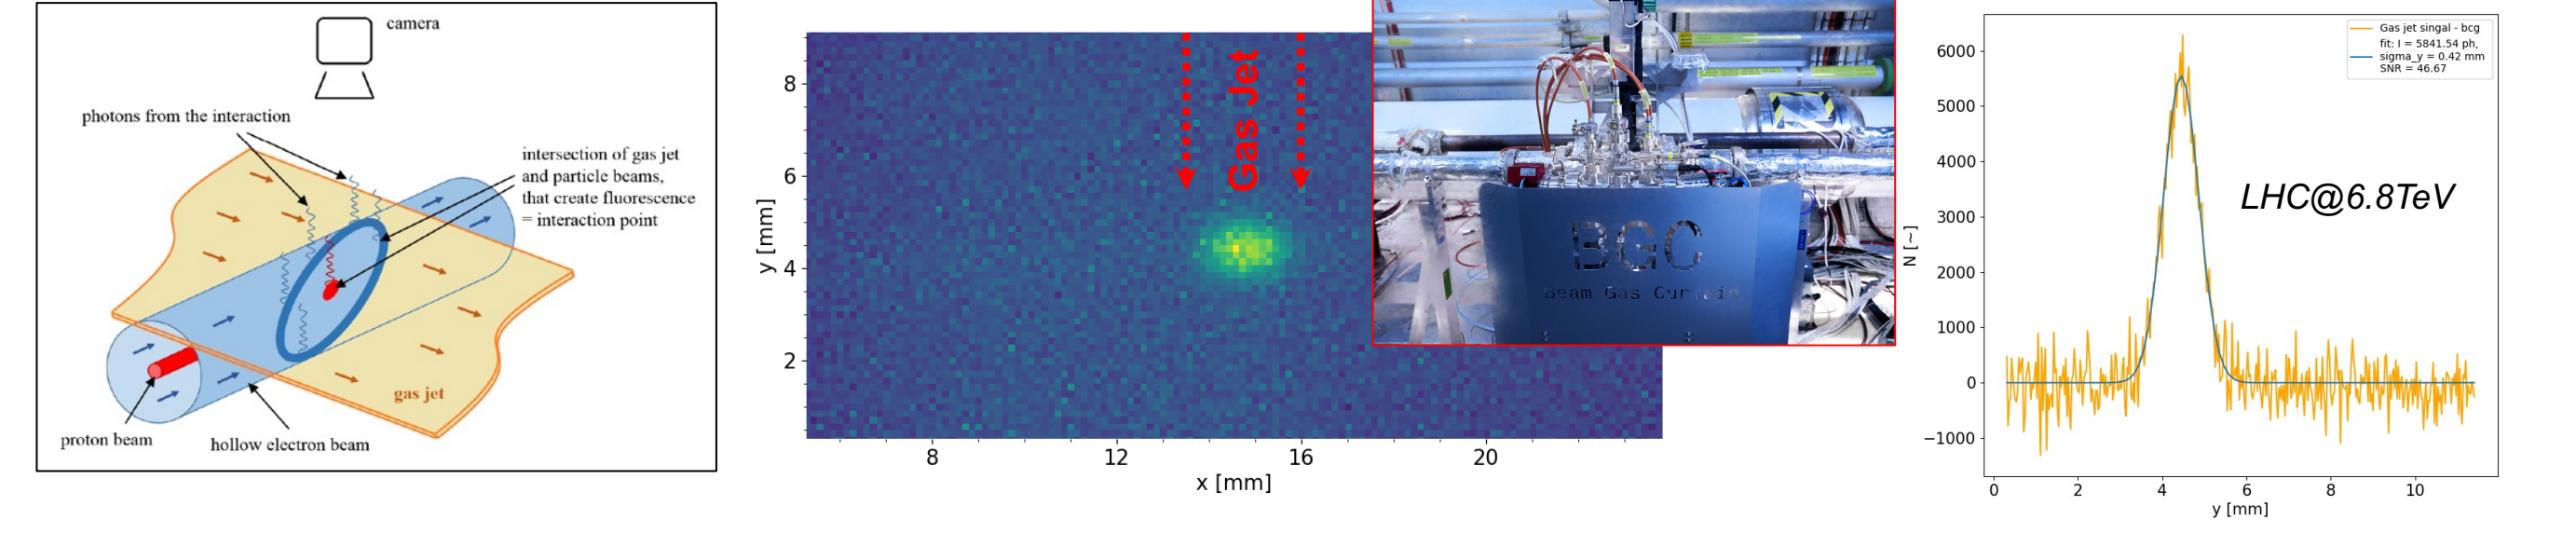 camera
photons from the interaction
intersection of gas jet
and particle beams,
that create fluorescence
= interaction point
gas jet
proton beam
hollow electron beam
Gas Jet
y [mm]
8
6
4
2
8
12
16
20
x [mm]
BGC
Beam Gas Curtain
Gas jet singal - bcg
fit: I = 5841.54 ph,
sigma_y = 0.42 mm
SNR = 46.67
LHC@6.8TeV
N [~]
6000
5000
4000
3000
2000
1000
0
−1000
0
2
4
6
8
10
y [mm]